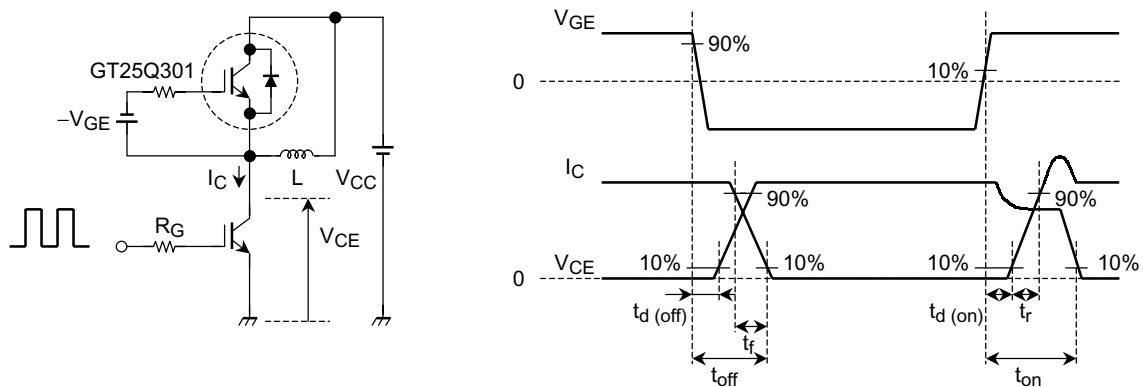 GT25Q301
−VGE
IC
L
VCC
RG
VCE
VGE
90%
10%
0
IC
90%
90%
VCE
0
10%
10%
10%
10%
td (off)
tf
toff
td (on)
tr
ton